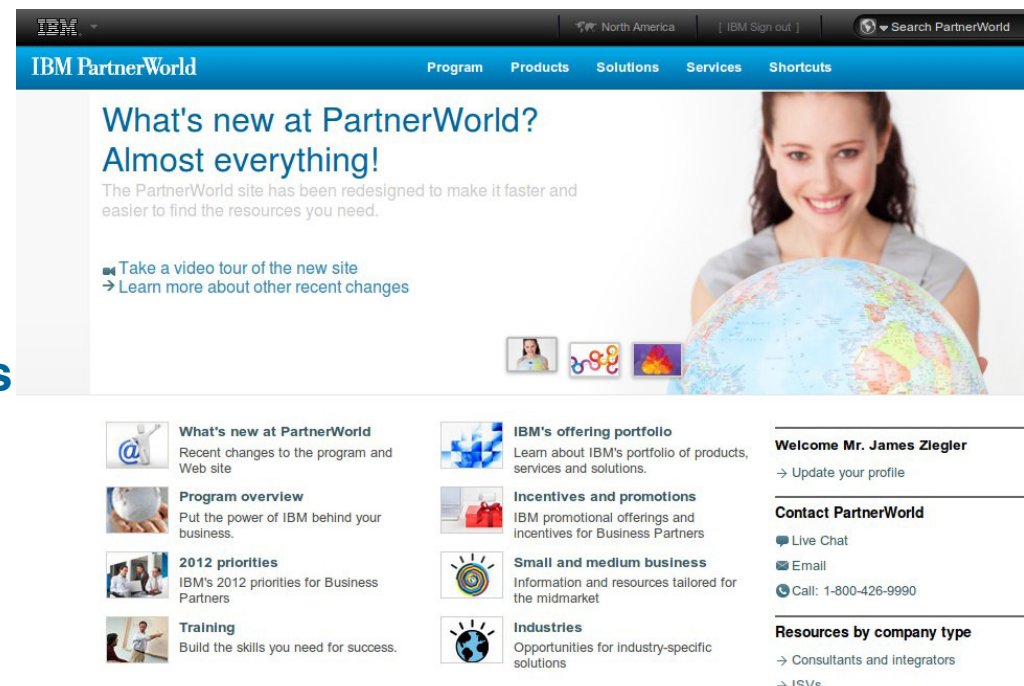 IBM
North America
[ IBM Sign out ]
Search PartnerWorld
IBM PartnerWorld
Program
Products
Solutions
Services
Shortcuts
What's new at PartnerWorld?
Almost everything!
The PartnerWorld site has been redesigned to make it faster and
easier to find the resources you need.
Take a video tour of the new site
Learn more about other recent changes
s
What's new at PartnerWorld
Recent changes to the program and
Web site
Program overview
Put the power of IBM behind your
business.
2012 priorities
IBM's 2012 priorities for Business
Partners
Training
Build the skills you need for success.
IBM's offering portfolio
Learn about IBM's portfolio of products,
services and solutions.
Incentives and promotions
IBM promotional offerings and
incentives for Business Partners
Small and medium business
Information and resources tailored for
the midmarket
Industries
Opportunities for industry-specific
solutions
Welcome Mr. James Ziegler
Update your profile
Contact PartnerWorld
Live Chat
Email
Call: 1-800-426-9990
Resources by company type
Consultants and integrators
ISVs